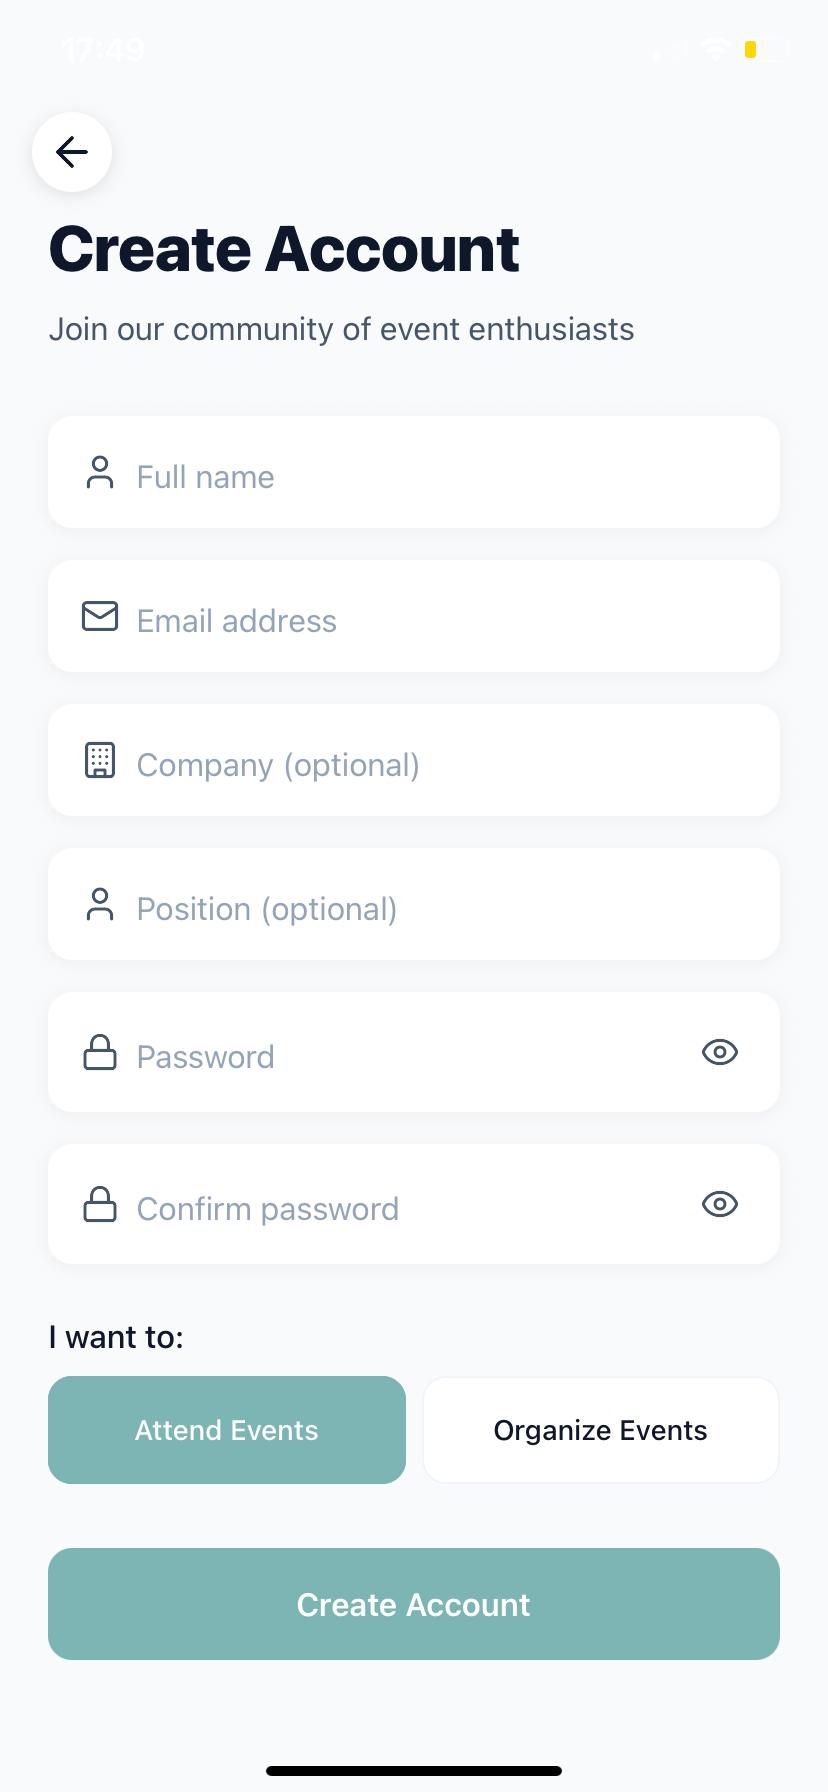 17:49
Create Account
Join our community of event enthusiasts
Full name
Email address
Company (optional)
Position (optional)
Password
Confirm password
I want to:
Attend Events
Organize Events
Create Account